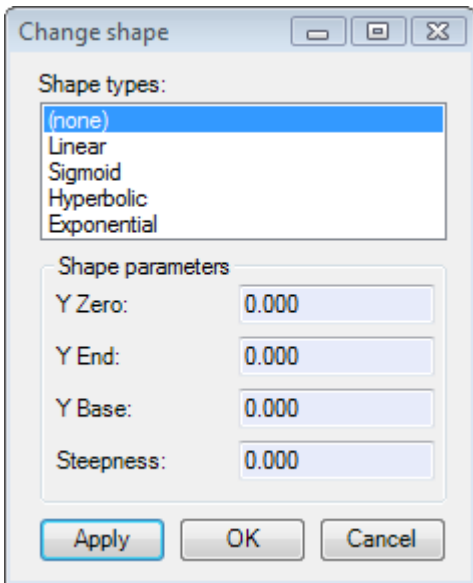 Change shape
Shape types:
(none)
Linear
Sigmoid
Hyperbolic
Exponential
Shape parameters
Y Zero: 0.000
Y End: 0.000
Y Base: 0.000
Steepness: 0.000
Apply OK Cancel